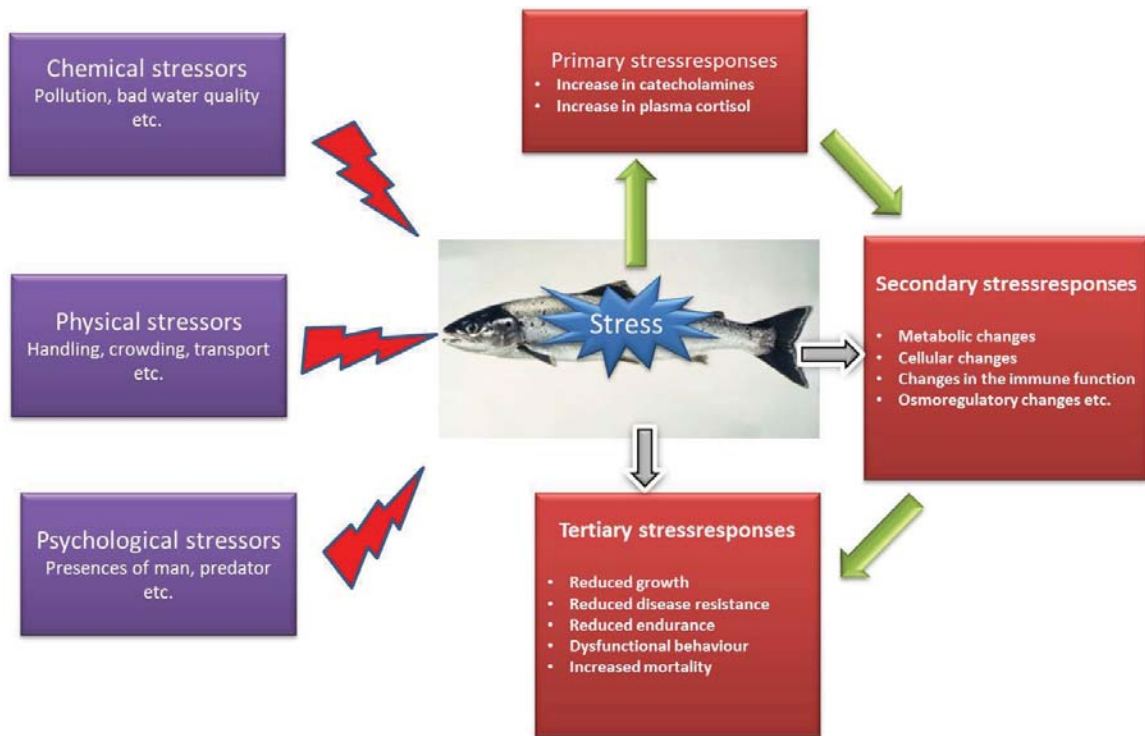 Chemical stressors
Pollution, bad water quality
etc.
Physical stressors
Handling, crowding, transport
etc.
Psychological stressors
Presences of man, predator
etc.
Stress
Primary stressresponses
• Increase in catecholamines
• Increase in plasma cortisol
Secondary stressresponses
• Metabolic changes
• Cellular changes
• Changes in the immune function
• Osmoregulatory changes etc.
Tertiary stressresponses
• Reduced growth
• Reduced disease resistance
• Reduced endurance
• Dysfunctional behaviour
• Increased mortality